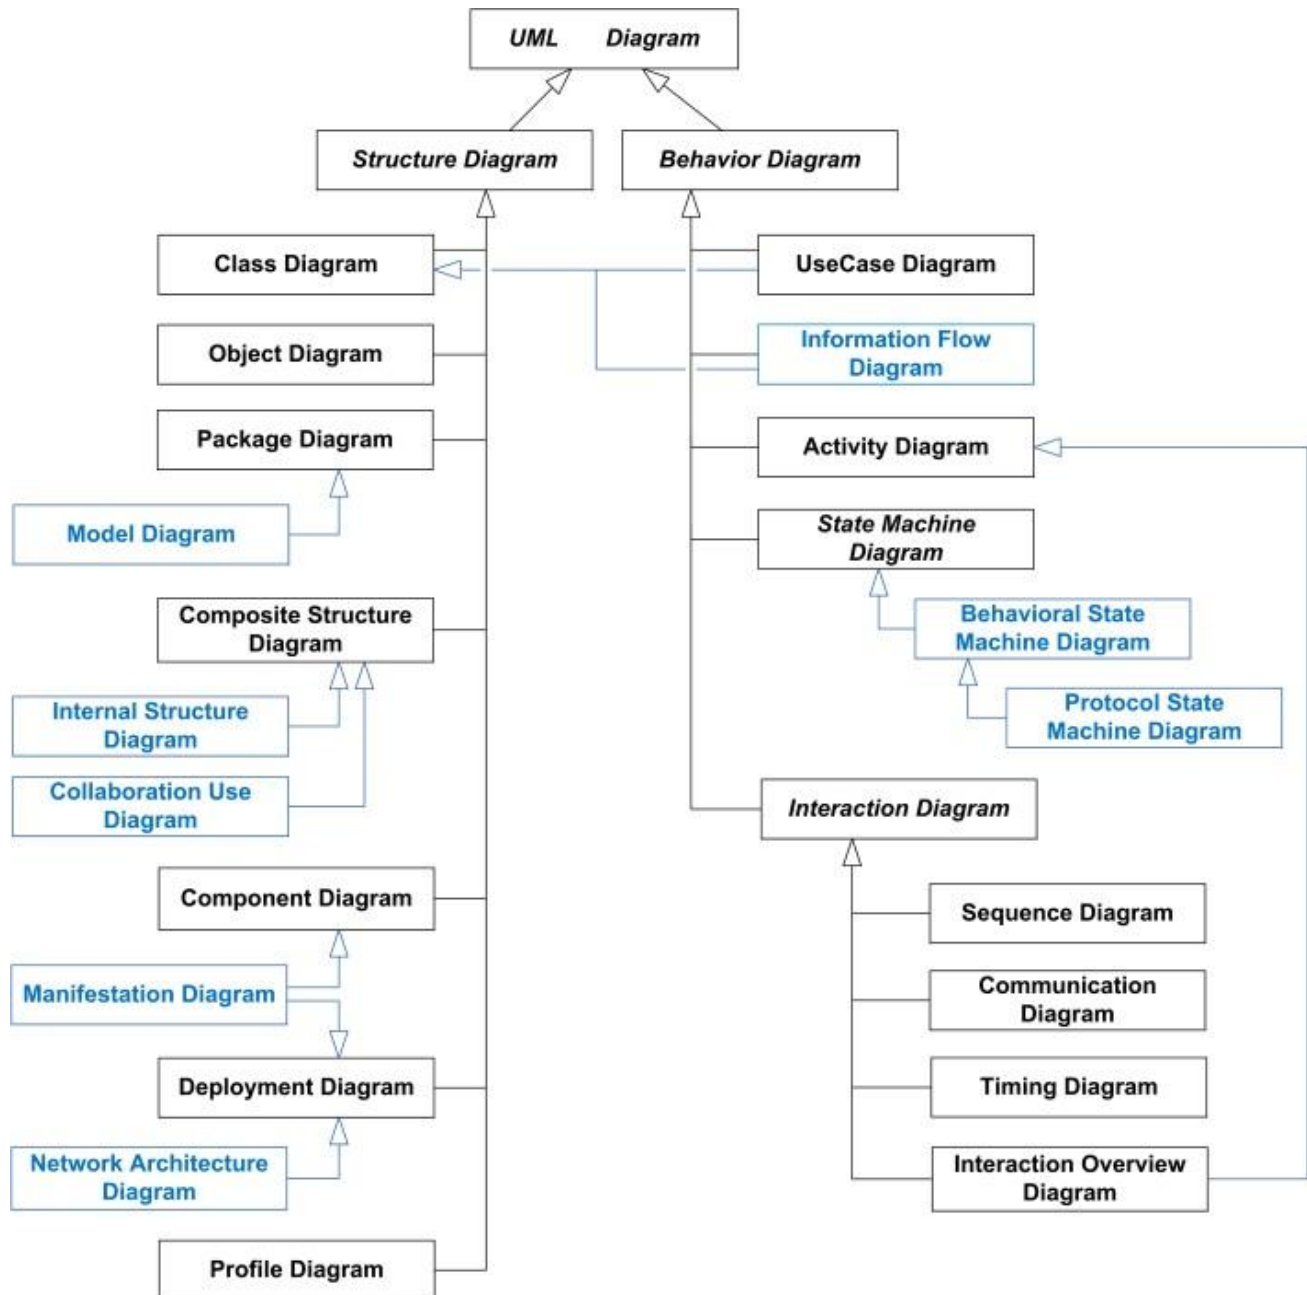 UML Diagram
Structure Diagram
Behavior Diagram
Class Diagram
UseCase Diagram
Object Diagram
Information Flow
Diagram
Package Diagram
Activity Diagram
Model Diagram
State Machine
Diagram
Composite Structure
Diagram
Behavioral State
Machine Diagram
Internal Structure
Diagram
Protocol State
Machine Diagram
Collaboration Use
Diagram
Interaction Diagram
Component Diagram
Sequence Diagram
Manifestation Diagram
Communication
Diagram
Deployment Diagram
Timing Diagram
Network Architecture
Diagram
Interaction Overview
Diagram
Profile Diagram